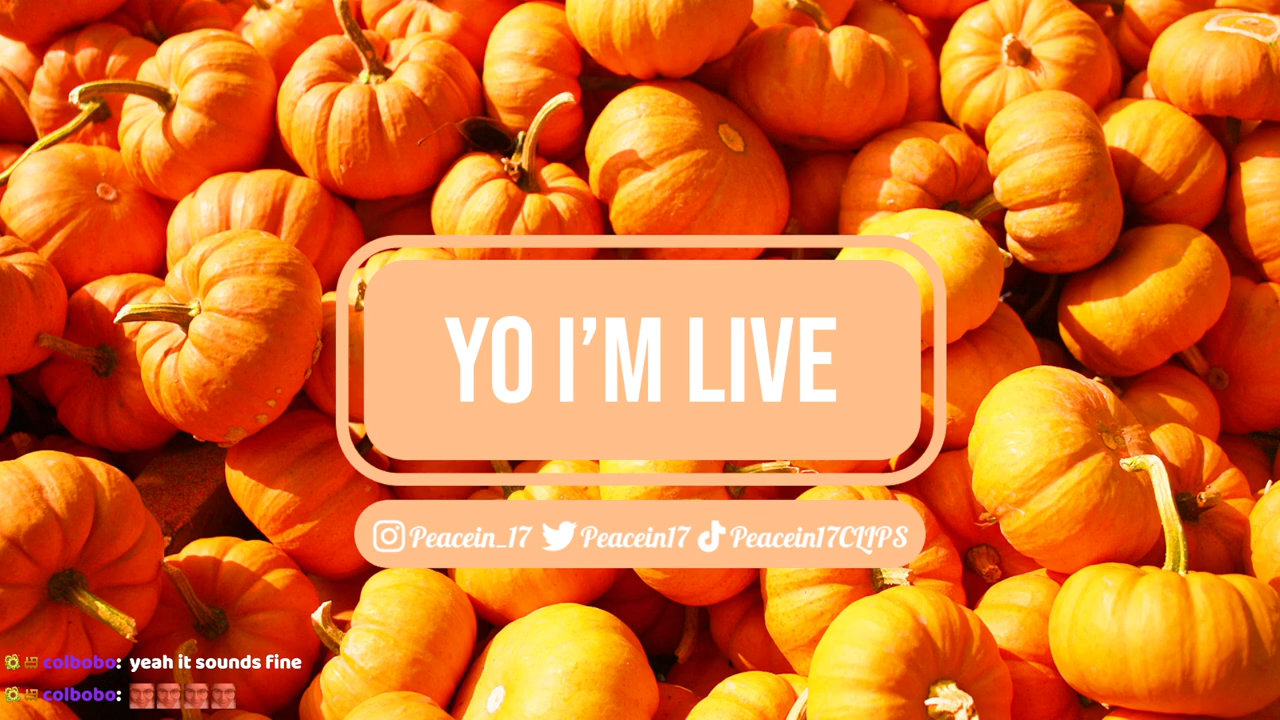 YO I’M LIVE
Peacein_17 Peacein17 Peacein17CLIPS
colbobo: yeah it sounds fine
colbobo: